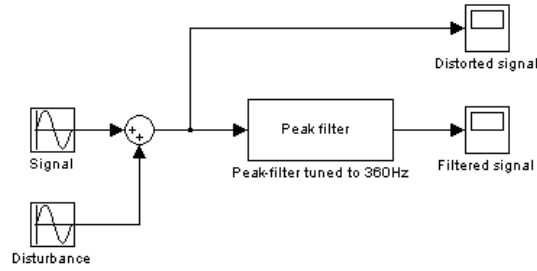 Distorted signal
Signal
+
+
Peak filter
Peak-filter tuned to 360Hz
Filtered signal
Disturbance